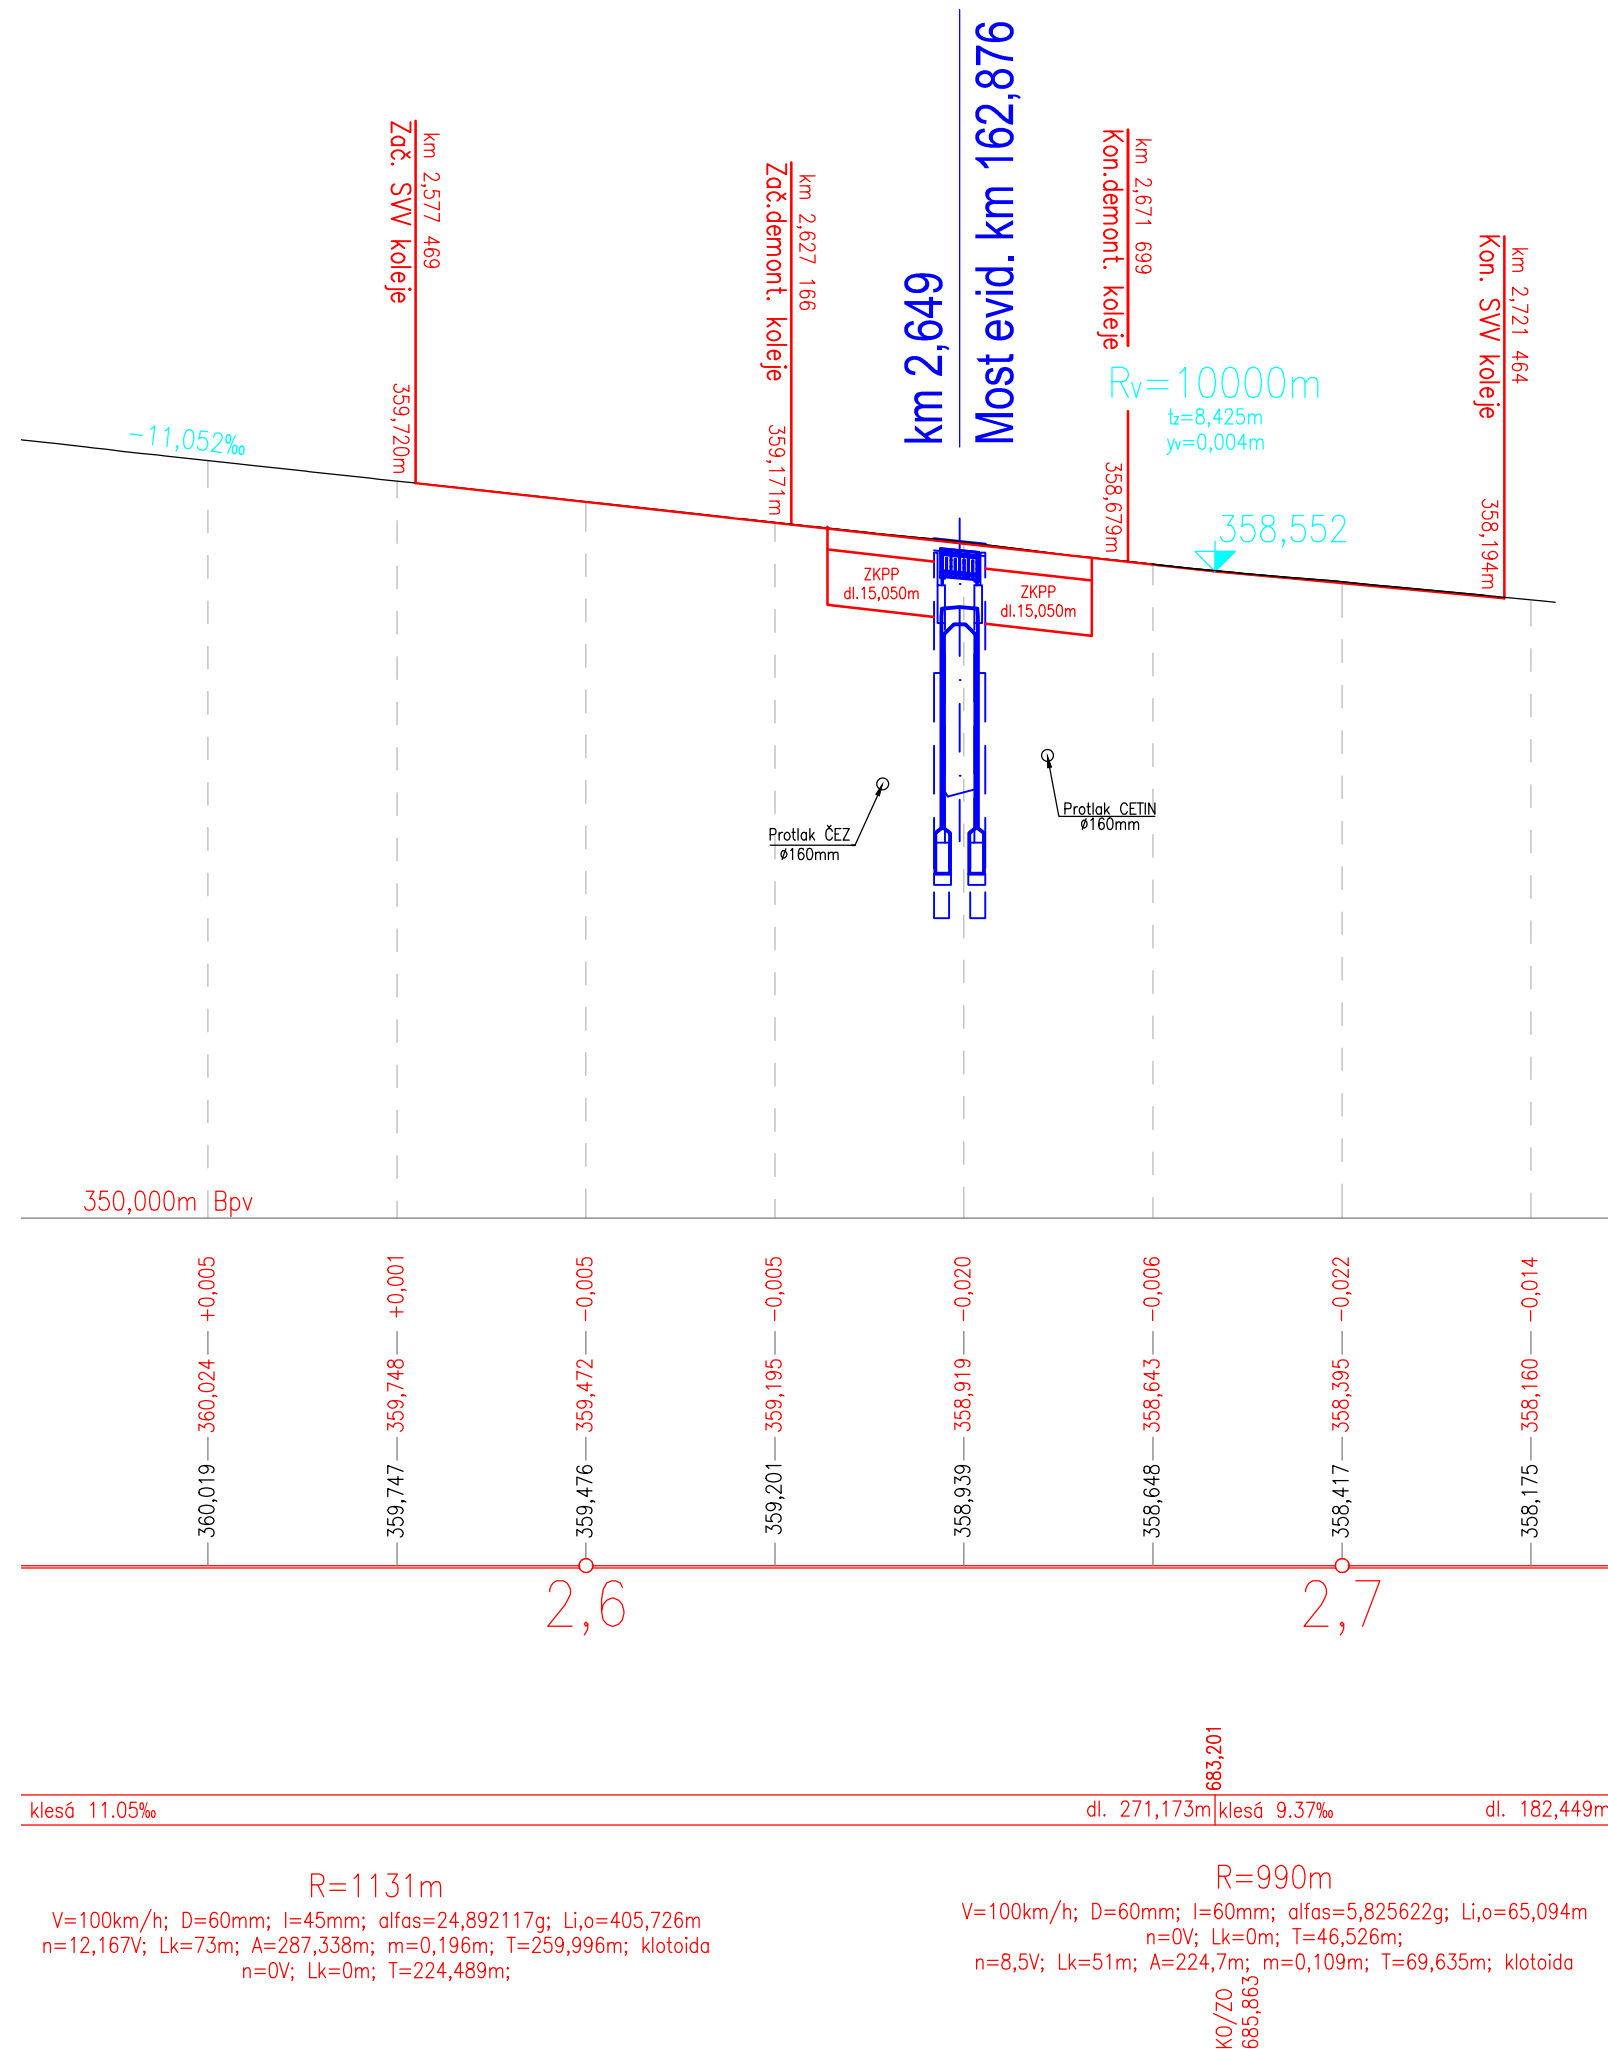 km 2,577 469
Zač. SVV koleje
359,720m
km 2,627 166
Zač.demont. koleje
359,171m
km 2,649
Most evid. km 162,876
km 2,671 699
Kon.demont. koleje
358,679m
km 2,721 464
Kon. SVV koleje
358,194m
Rv=10000m
tz=8,425m
yv=0,004m
-11,052‰
358,552
ZKPP
dl.15,050m
ZKPP
dl.15,050m
Protlak ČEZ
ø160mm
Protlak CETIN
ø160mm
350,000m Bpv
+0,005
+0,001
-0,005
-0,005
-0,020
-0,006
-0,022
-0,014
360,024
359,748
359,472
359,195
358,919
358,643
358,395
358,160
360,019
359,747
359,476
359,201
358,939
358,648
358,417
358,175
2,6
2,7
683,201
klesá 11.05‰
dl. 271,173m
klesá 9.37‰
dl. 182,449m
R=1131m
V=100km/h; D=60mm; I=45mm; alfas=24,892117g; Li,o=405,726m
n=12,167V; Lk=73m; A=287,338m; m=0,196m; T=259,996m; klotoida
n=0V; Lk=0m; T=224,489m;
R=990m
V=100km/h; D=60mm; I=60mm; alfas=5,825622g; Li,o=65,094m
n=0V; Lk=0m; T=46,526m;
n=8,5V; Lk=51m; A=224,7m; m=0,109m; T=69,635m; klotoida
KO/ZO
685,863